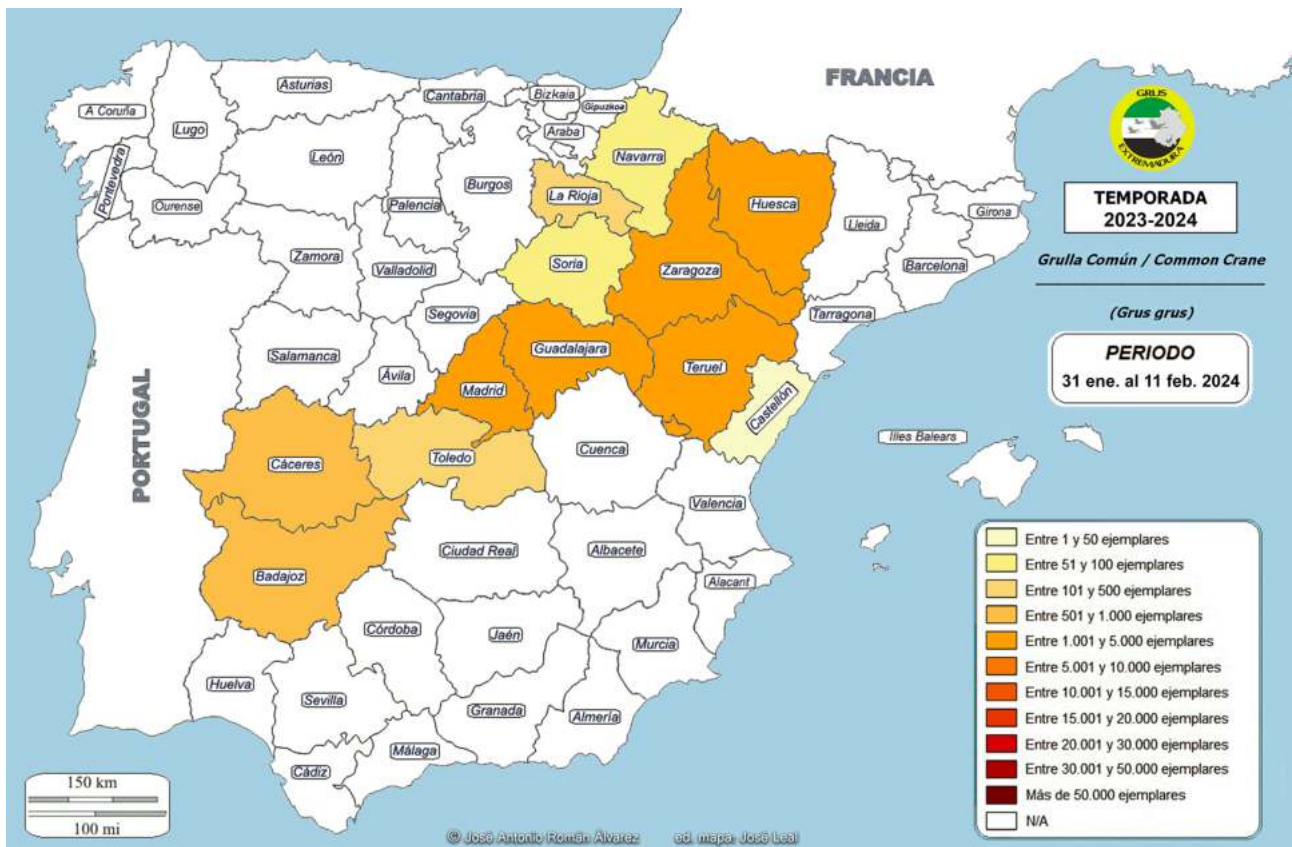 FRANCIA
PORTUGAL
A Coruña
Lugo
Asturias
Cantabria
Bizkaia
Gipuzkoa
Araba
Navarra
Pontevedra
Ourense
León
Palencia
Burgos
La Rioja
Huesca
Lleida
Girona
Barcelona
Zamora
Valladolid
Soria
Zaragoza
Tarragona
Segovia
Salamanca
Ávila
Madrid
Guadalajara
Teruel
Castellón
Cáceres
Toledo
Cuenca
Valencia
Illes Balears
Badajoz
Ciudad Real
Albacete
Alacant
Córdoba
Jaén
Murcia
Huelva
Sevilla
Granada
Almería
Málaga
Cádiz
GRUS
EXTREMADURA
TEMPORADA
2023-2024
Grulla Común / Common Crane
(Grus grus)
PERIODO
31 ene. al 11 feb. 2024
Entre 1 y 50 ejemplares
Entre 51 y 100 ejemplares
Entre 101 y 500 ejemplares
Entre 501 y 1.000 ejemplares
Entre 1.001 y 5.000 ejemplares
Entre 5.001 y 10.000 ejemplares
Entre 10.001 y 15.000 ejemplares
Entre 15.001 y 20.000 ejemplares
Entre 20.001 y 30.000 ejemplares
Entre 30.001 y 50.000 ejemplares
Más de 50.000 ejemplares
N/A
150 km
100 mi
© José Antonio Román Álvarez ed. mapa: José Leal